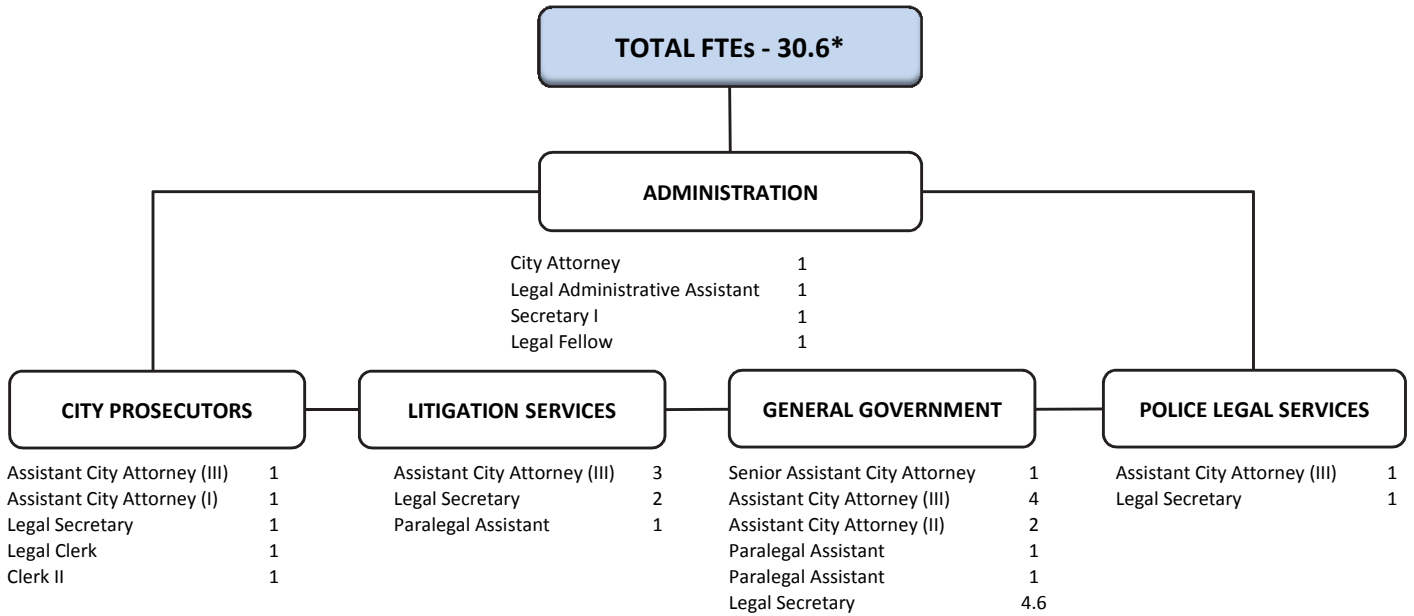 TOTAL FTEs - 30.6*
ADMINISTRATION
City Attorney 1
Legal Administrative Assistant 1
Secretary I 1
Legal Fellow 1
CITY PROSECUTORS
Assistant City Attorney (III) 1
Assistant City Attorney (I) 1
Legal Secretary 1
Legal Clerk 1
Clerk II 1
LITIGATION SERVICES
Assistant City Attorney (III) 3
Legal Secretary 2
Paralegal Assistant 1
GENERAL GOVERNMENT
Senior Assistant City Attorney 1
Assistant City Attorney (III) 4
Assistant City Attorney (II) 2
Paralegal Assistant 1
Paralegal Assistant 1
Legal Secretary 4.6
POLICE LEGAL SERVICES
Assistant City Attorney (III) 1
Legal Secretary 1